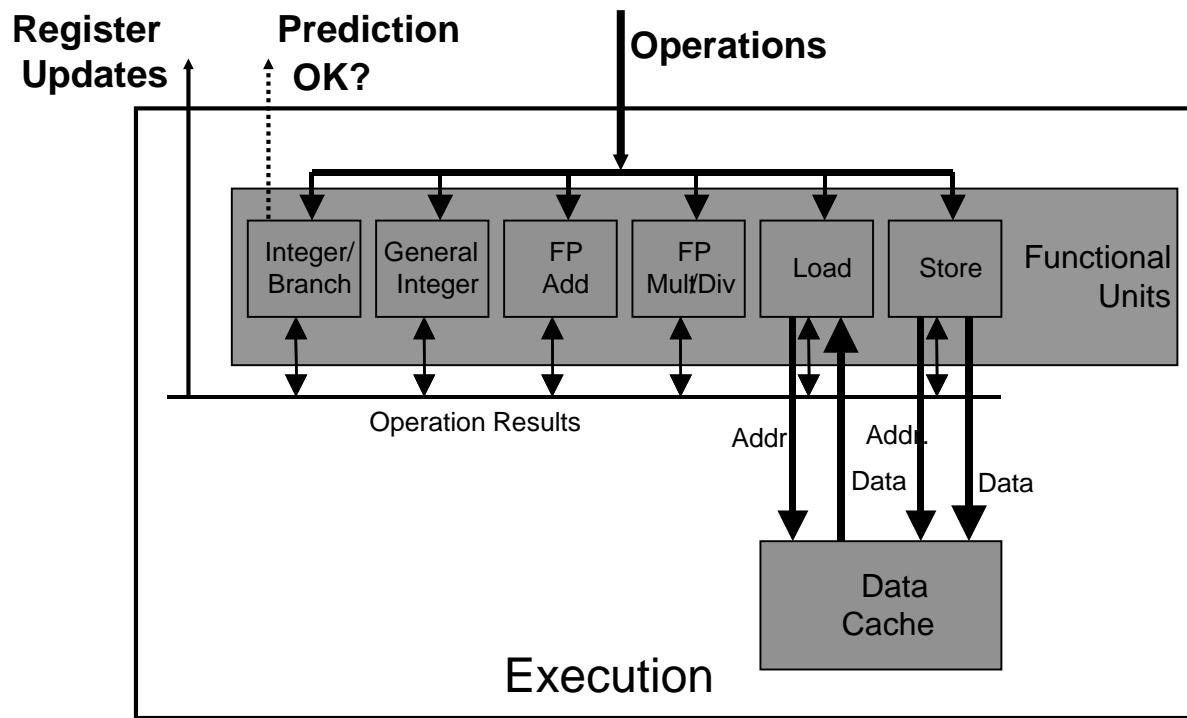 Register
Updates
Prediction
OK?
Operations
Integer/
Branch
General
Integer
FP
Add
FP
Mult/Div
Load
Store
Functional
Units
Operation Results
Addr
Addr.
Data
Data
Data
Cache
Execution